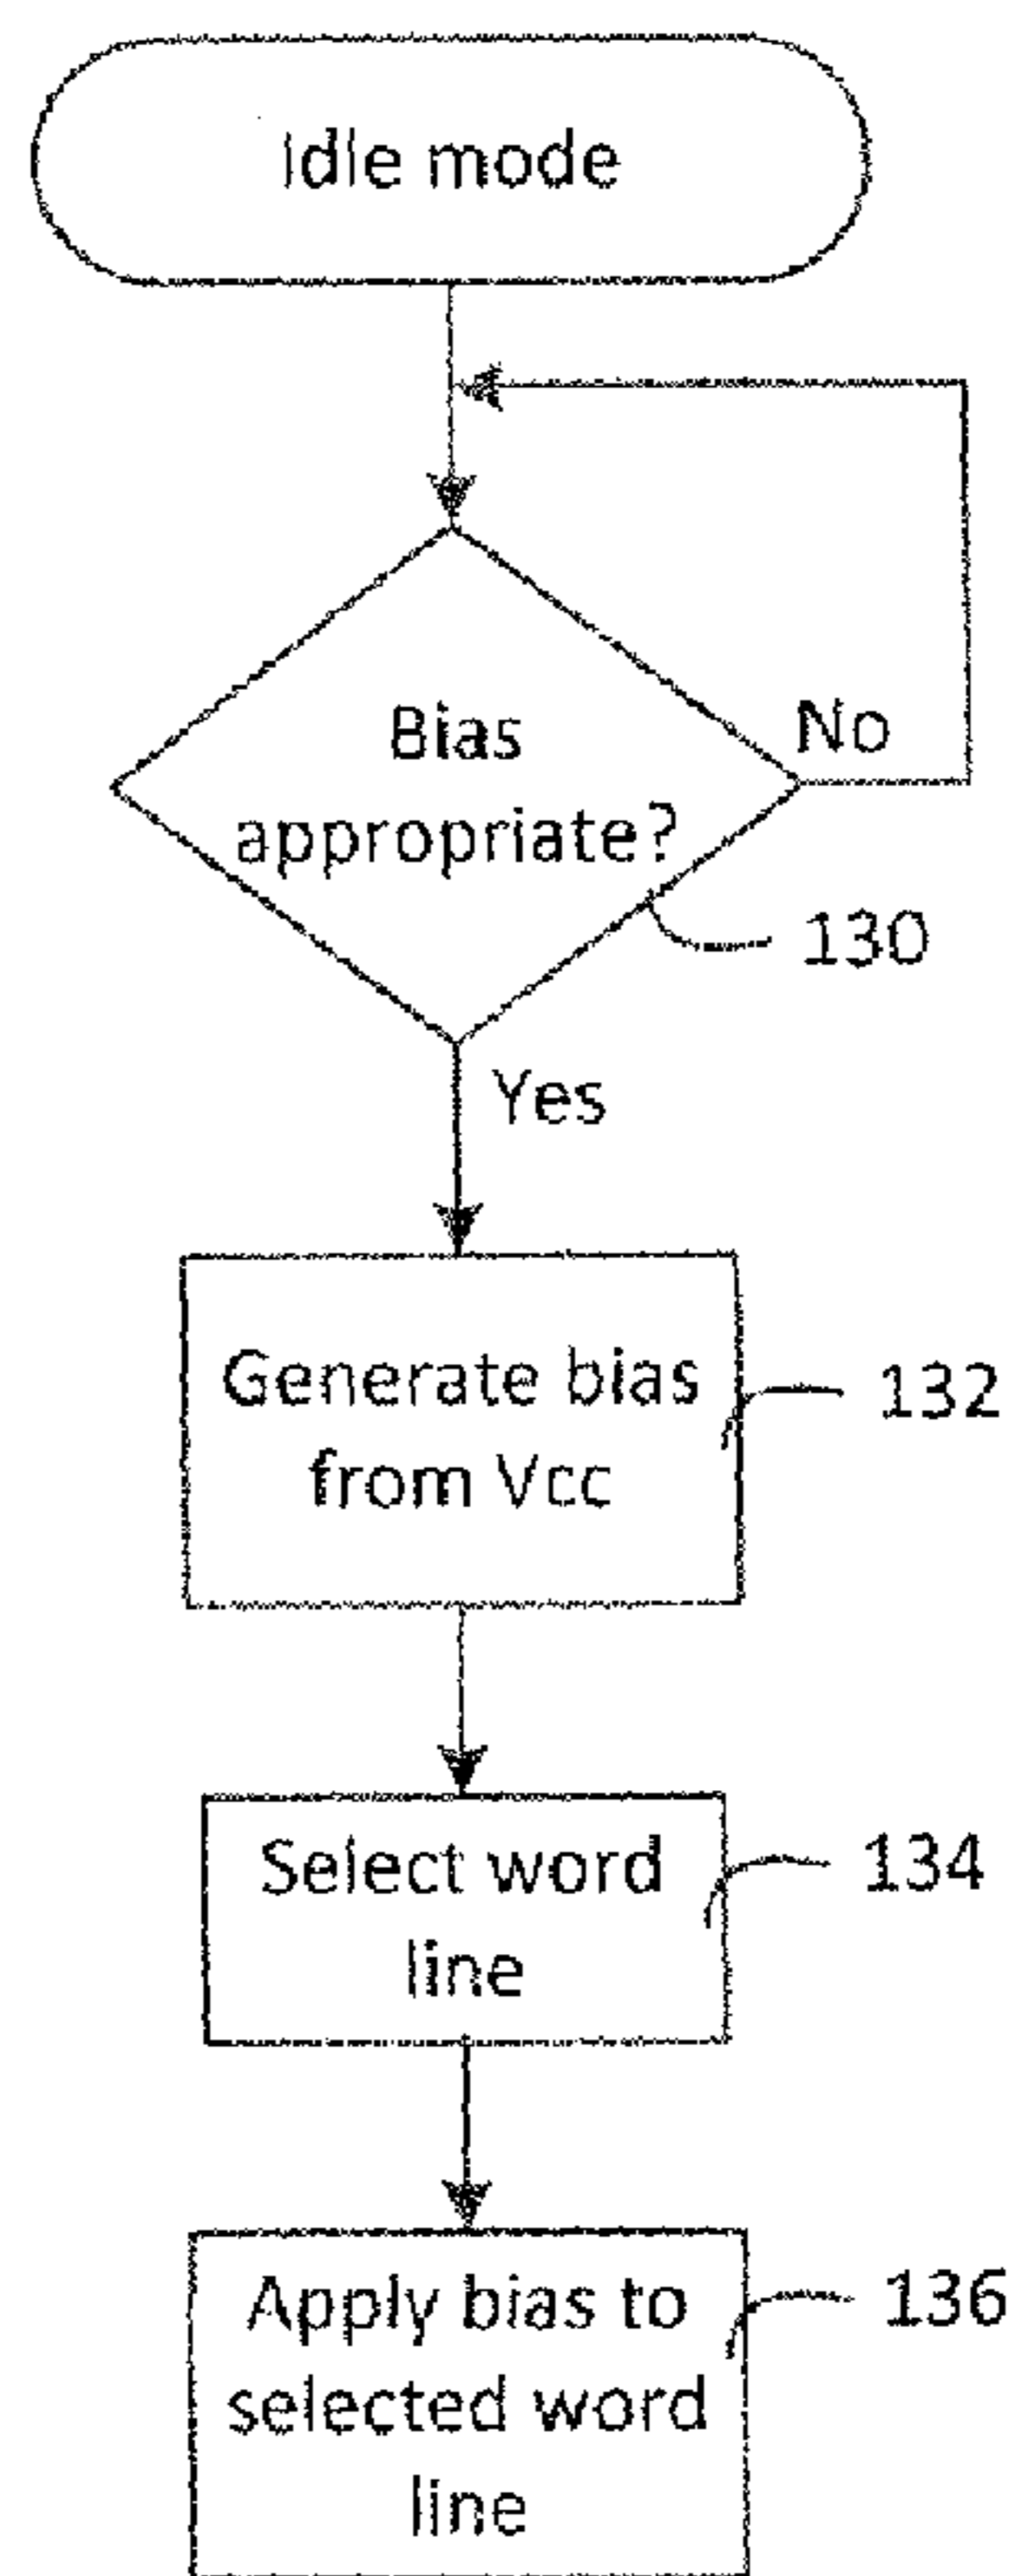 Idle mode
Bias
appropriate?
No
130
Yes
Generate bias
from Vcc
132
Select word
line
134
Apply bias to
selected word
line
136